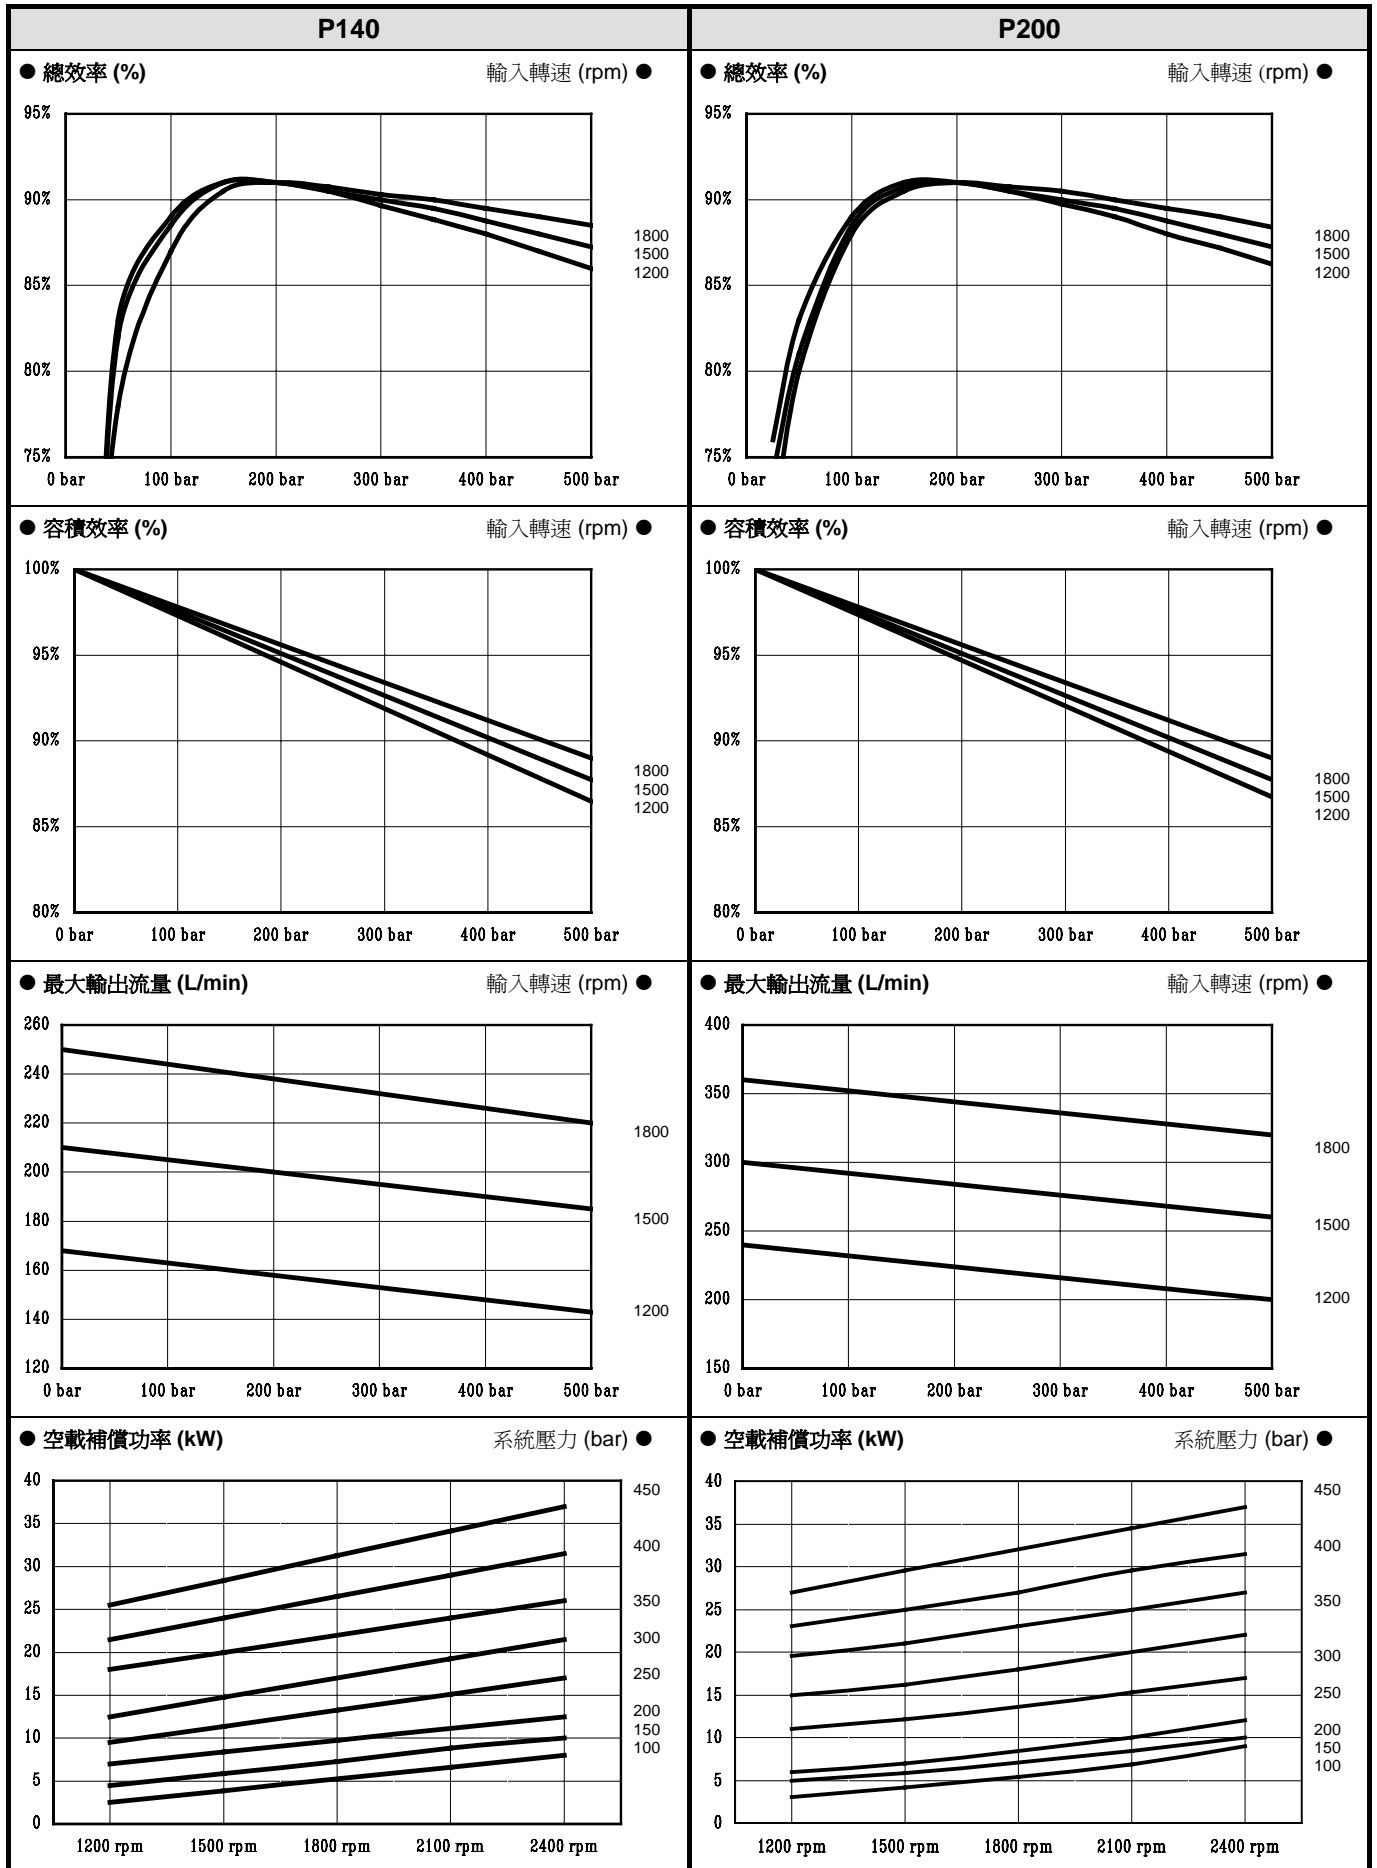 P140
P200
● 總效率 (%)
輸入轉速 (rpm) ●
95%
90%
85%
80%
75%
0 bar
100 bar
200 bar
300 bar
400 bar
500 bar
1800
1500
1200
● 總效率 (%)
輸入轉速 (rpm) ●
95%
90%
85%
80%
75%
0 bar
100 bar
200 bar
300 bar
400 bar
500 bar
1800
1500
1200
● 容積效率 (%)
輸入轉速 (rpm) ●
100%
95%
90%
85%
80%
0 bar
100 bar
200 bar
300 bar
400 bar
500 bar
1800
1500
1200
● 容積效率 (%)
輸入轉速 (rpm) ●
100%
95%
90%
85%
80%
0 bar
100 bar
200 bar
300 bar
400 bar
500 bar
1800
1500
1200
● 最大輸出流量 (L/min)
輸入轉速 (rpm) ●
260
240
220
200
180
160
140
120
0 bar
100 bar
200 bar
300 bar
400 bar
500 bar
1800
1500
1200
● 最大輸出流量 (L/min)
輸入轉速 (rpm) ●
400
350
300
250
200
150
0 bar
100 bar
200 bar
300 bar
400 bar
500 bar
1800
1500
1200
● 空載補償功率 (kW)
系統壓力 (bar) ●
40
35
30
25
20
15
10
5
0
1200 rpm
1500 rpm
1800 rpm
2100 rpm
2400 rpm
450
400
350
300
250
200
150
100
● 空載補償功率 (kW)
系統壓力 (bar) ●
40
35
30
25
20
15
10
5
0
1200 rpm
1500 rpm
1800 rpm
2100 rpm
2400 rpm
450
400
350
300
250
200
150
100